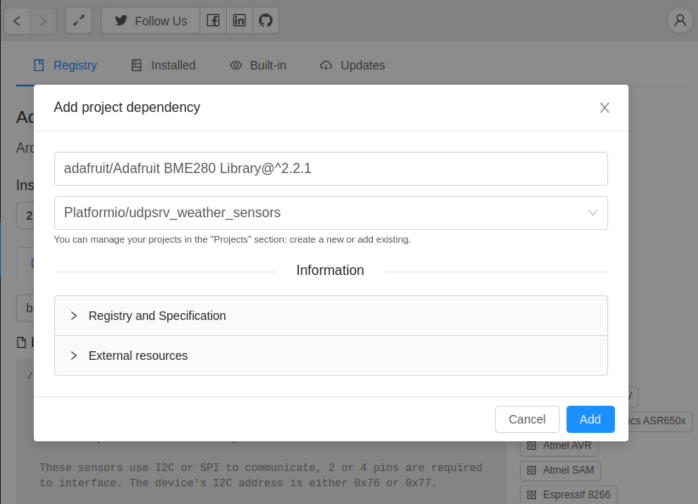 Follow Us
Registry
Installed
Built-in
Updates
Add project dependency
adafruit/Adafruit BME280 Library@^2.2.1
Platformio/udpsrv_weather_sensors
You can manage your projects in the "Projects" section: create a new or add existing.
Information
Registry and Specification
External resources
Cancel
Add
Ins
2
These sensors use I2C or SPI to communicate, 2 or 4 pins are required
to interface. The device's I2C address is either 0x76 or 0x77.
ics ASR650x
Atmel AVR
Atmel SAM
Espressif 8266